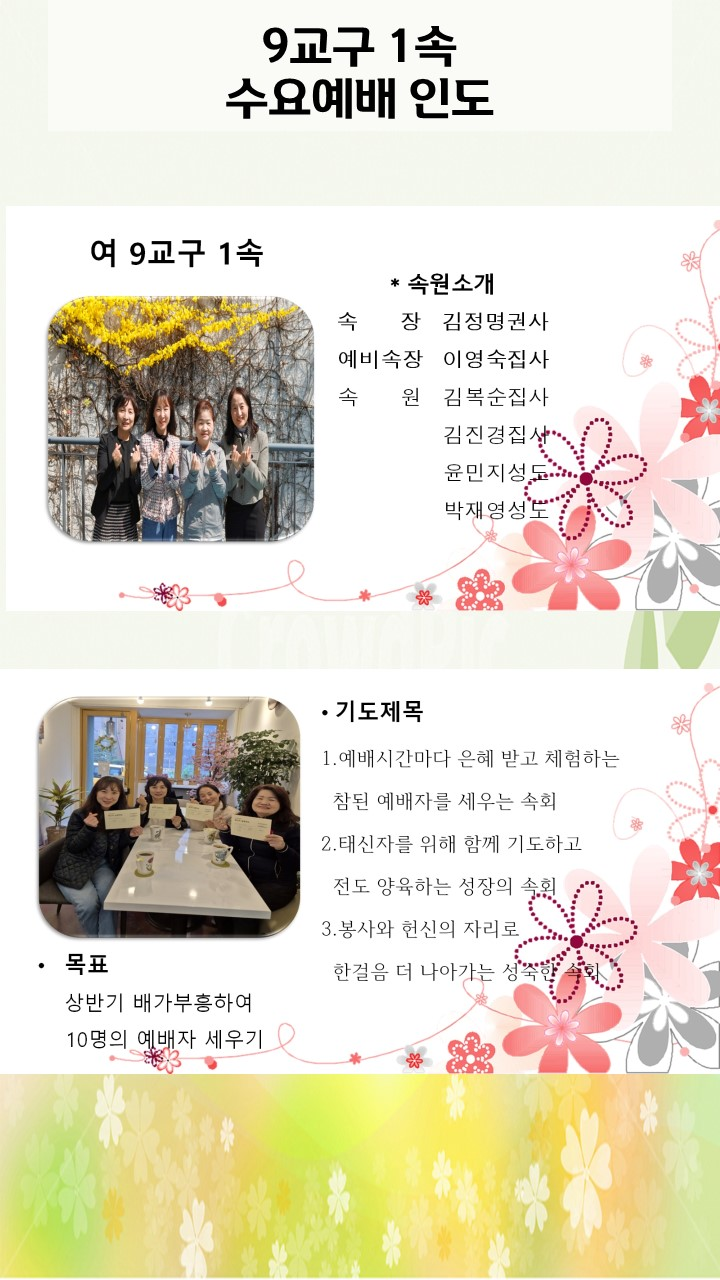 9교구 1속
수요예배 인도
여 9교구 1속
* 속원소개
속 장 김정명권사
예비속장 이영숙집사
속 원 김복순집사
김진경집사
윤민지성도
박재영성도
• 기도제목
1.예배시간마다 은혜 받고 체험하는
참된 예배자를 세우는 속회
2.태신자를 위해 함께 기도하고
전도 양육하는 성장의 속회
3.봉사와 헌신의 자리로
한걸음 더 나아가는 성숙한 속회
• 목표
상반기 배가부흥하여
10명의 예배자 세우기